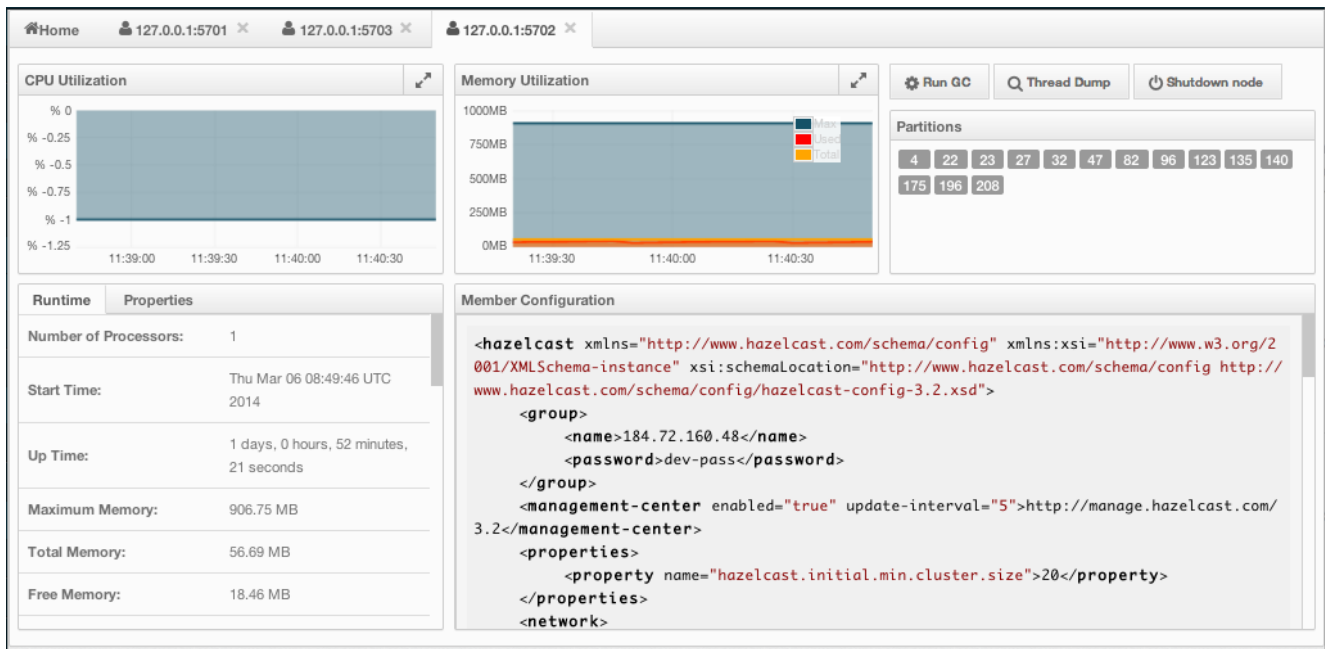 Home 127.0.0.1:5701 127.0.0.1:5703 127.0.0.1:5702
CPU Utilization
% 0
% -0.25
% -0.5
% -0.75
% -1
% -1.25
11:39:00 11:39:30 11:40:00 11:40:30
Memory Utilization
1000MB
750MB
500MB
250MB
0MB
Max
Used
Total
11:39:30 11:40:00 11:40:30
Run GC Thread Dump Shutdown node
Partitions
4 22 23 27 32 47 82 96 123 135 140
175 196 208
Runtime Properties
Number of Processors: 1
Start Time: Thu Mar 06 08:49:46 UTC
2014
Up Time: 1 days, 0 hours, 52 minutes,
21 seconds
Maximum Memory: 906.75 MB
Total Memory: 56.69 MB
Free Memory: 18.46 MB
Member Configuration
<hazelcast xmlns="http://www.hazelcast.com/schema/config" xmlns:xsi="http://www.w3.org/2
001/XMLSchema-instance" xsi:schemaLocation="http://www.hazelcast.com/schema/config http://
www.hazelcast.com/schema/config/hazelcast-config-3.2.xsd">
<group>
<name>184.72.160.48</name>
<password>dev-pass</password>
</group>
<management-center enabled="true" update-interval="5">http://manage.hazelcast.com/
3.2</management-center>
<properties>
<property name="hazelcast.initial.min.cluster.size">20</property>
</properties>
<network>